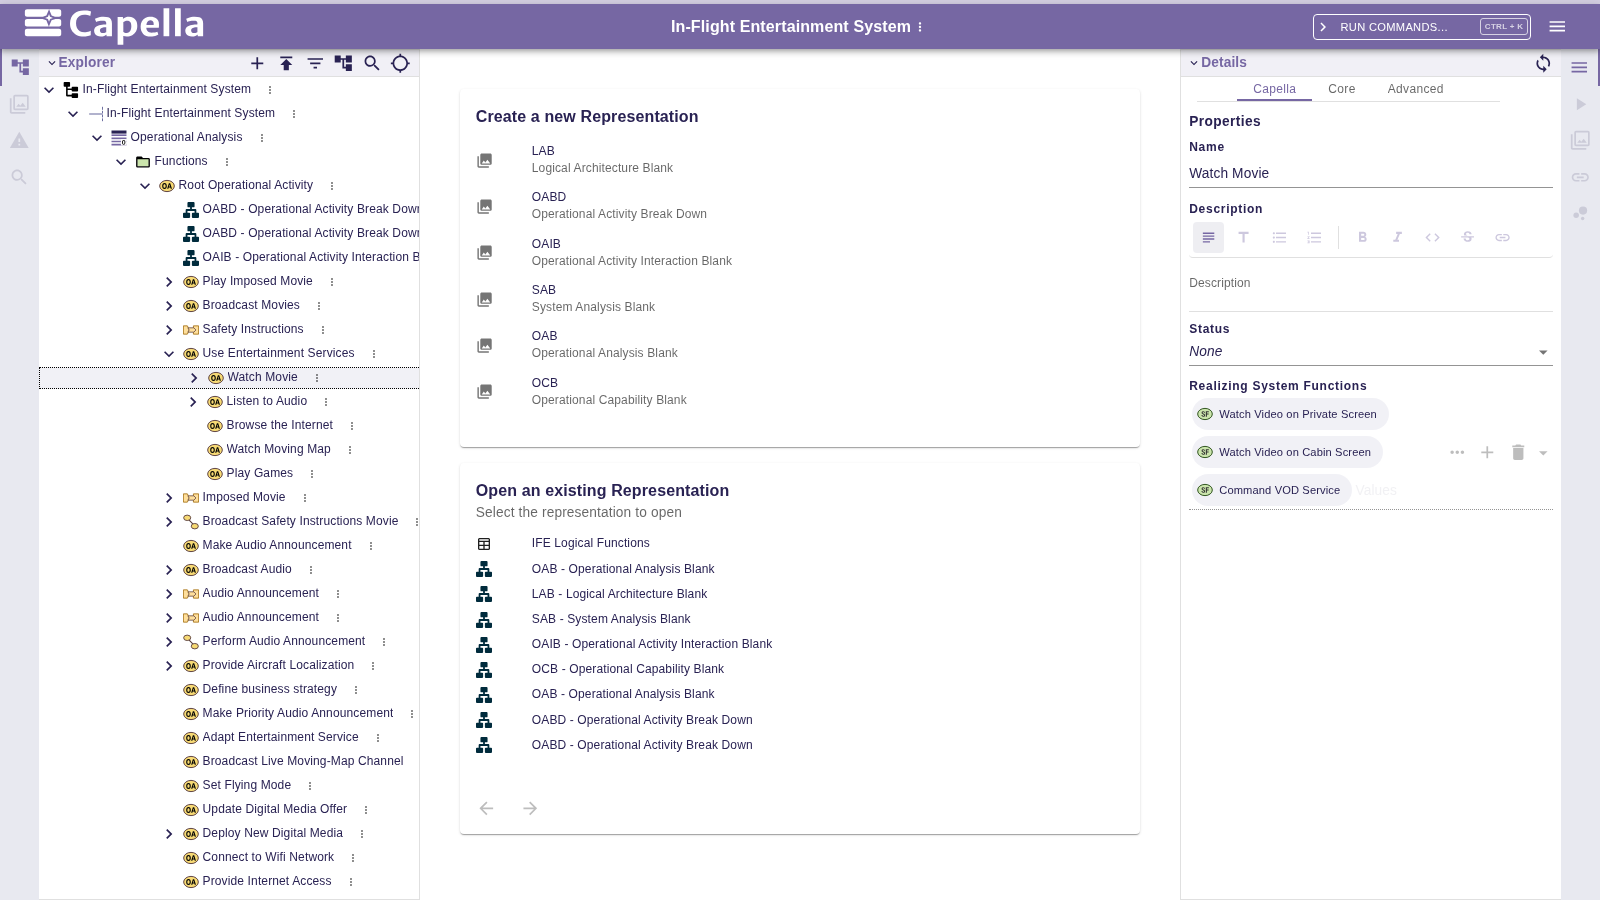 Capella
In-Flight Entertainment System
RUN COMMANDS...
CTRL + K
Explorer
In-Flight Entertainment System
In-Flight Entertainment System
Operational Analysis
Functions
Root Operational Activity
OABD - Operational Activity Break Down
OABD - Operational Activity Break Down
OAIB - Operational Activity Interaction B
Play Imposed Movie
Broadcast Movies
Safety Instructions
Use Entertainment Services
Watch Movie
Listen to Audio
Browse the Internet
Watch Moving Map
Play Games
Imposed Movie
Broadcast Safety Instructions Movie
Make Audio Announcement
Broadcast Audio
Audio Announcement
Audio Announcement
Perform Audio Announcement
Provide Aircraft Localization
Define business strategy
Make Priority Audio Announcement
Adapt Entertainment Service
Broadcast Live Moving-Map Channel
Set Flying Mode
Update Digital Media Offer
Deploy New Digital Media
Connect to Wifi Network
Provide Internet Access
Create a new Representation
LAB
Logical Architecture Blank
OABD
Operational Activity Break Down
OAIB
Operational Activity Interaction Blank
SAB
System Analysis Blank
OAB
Operational Analysis Blank
OCB
Operational Capability Blank
Open an existing Representation
Select the representation to open
IFE Logical Functions
OAB - Operational Analysis Blank
LAB - Logical Architecture Blank
SAB - System Analysis Blank
OAIB - Operational Activity Interaction Blank
OCB - Operational Capability Blank
OAB - Operational Analysis Blank
OABD - Operational Activity Break Down
OABD - Operational Activity Break Down
Details
Capella Core Advanced
Properties
Name
Watch Movie
Description
Description
Status
None
Realizing System Functions
SF Watch Video on Private Screen
SF Watch Video on Cabin Screen
SF Command VOD Service Values